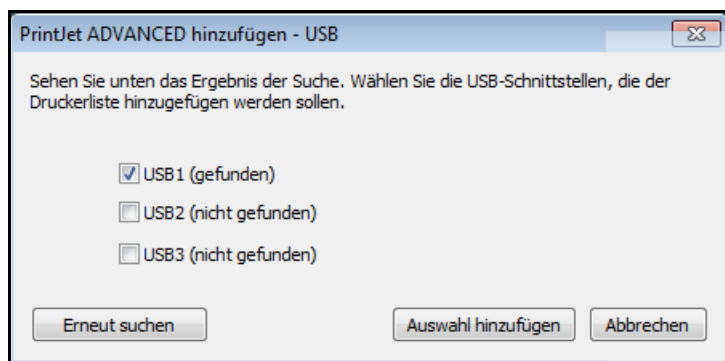 PrintJet ADVANCED hinzufügen - USB
Sehen Sie unten das Ergebnis der Suche. Wählen Sie die USB-Schnittstellen, die der
Druckerliste hinzugefügen werden sollen.
USB1 (gefunden)
USB2 (nicht gefunden)
USB3 (nicht gefunden)
Erneut suchen Auswahl hinzufügen Abbrechen